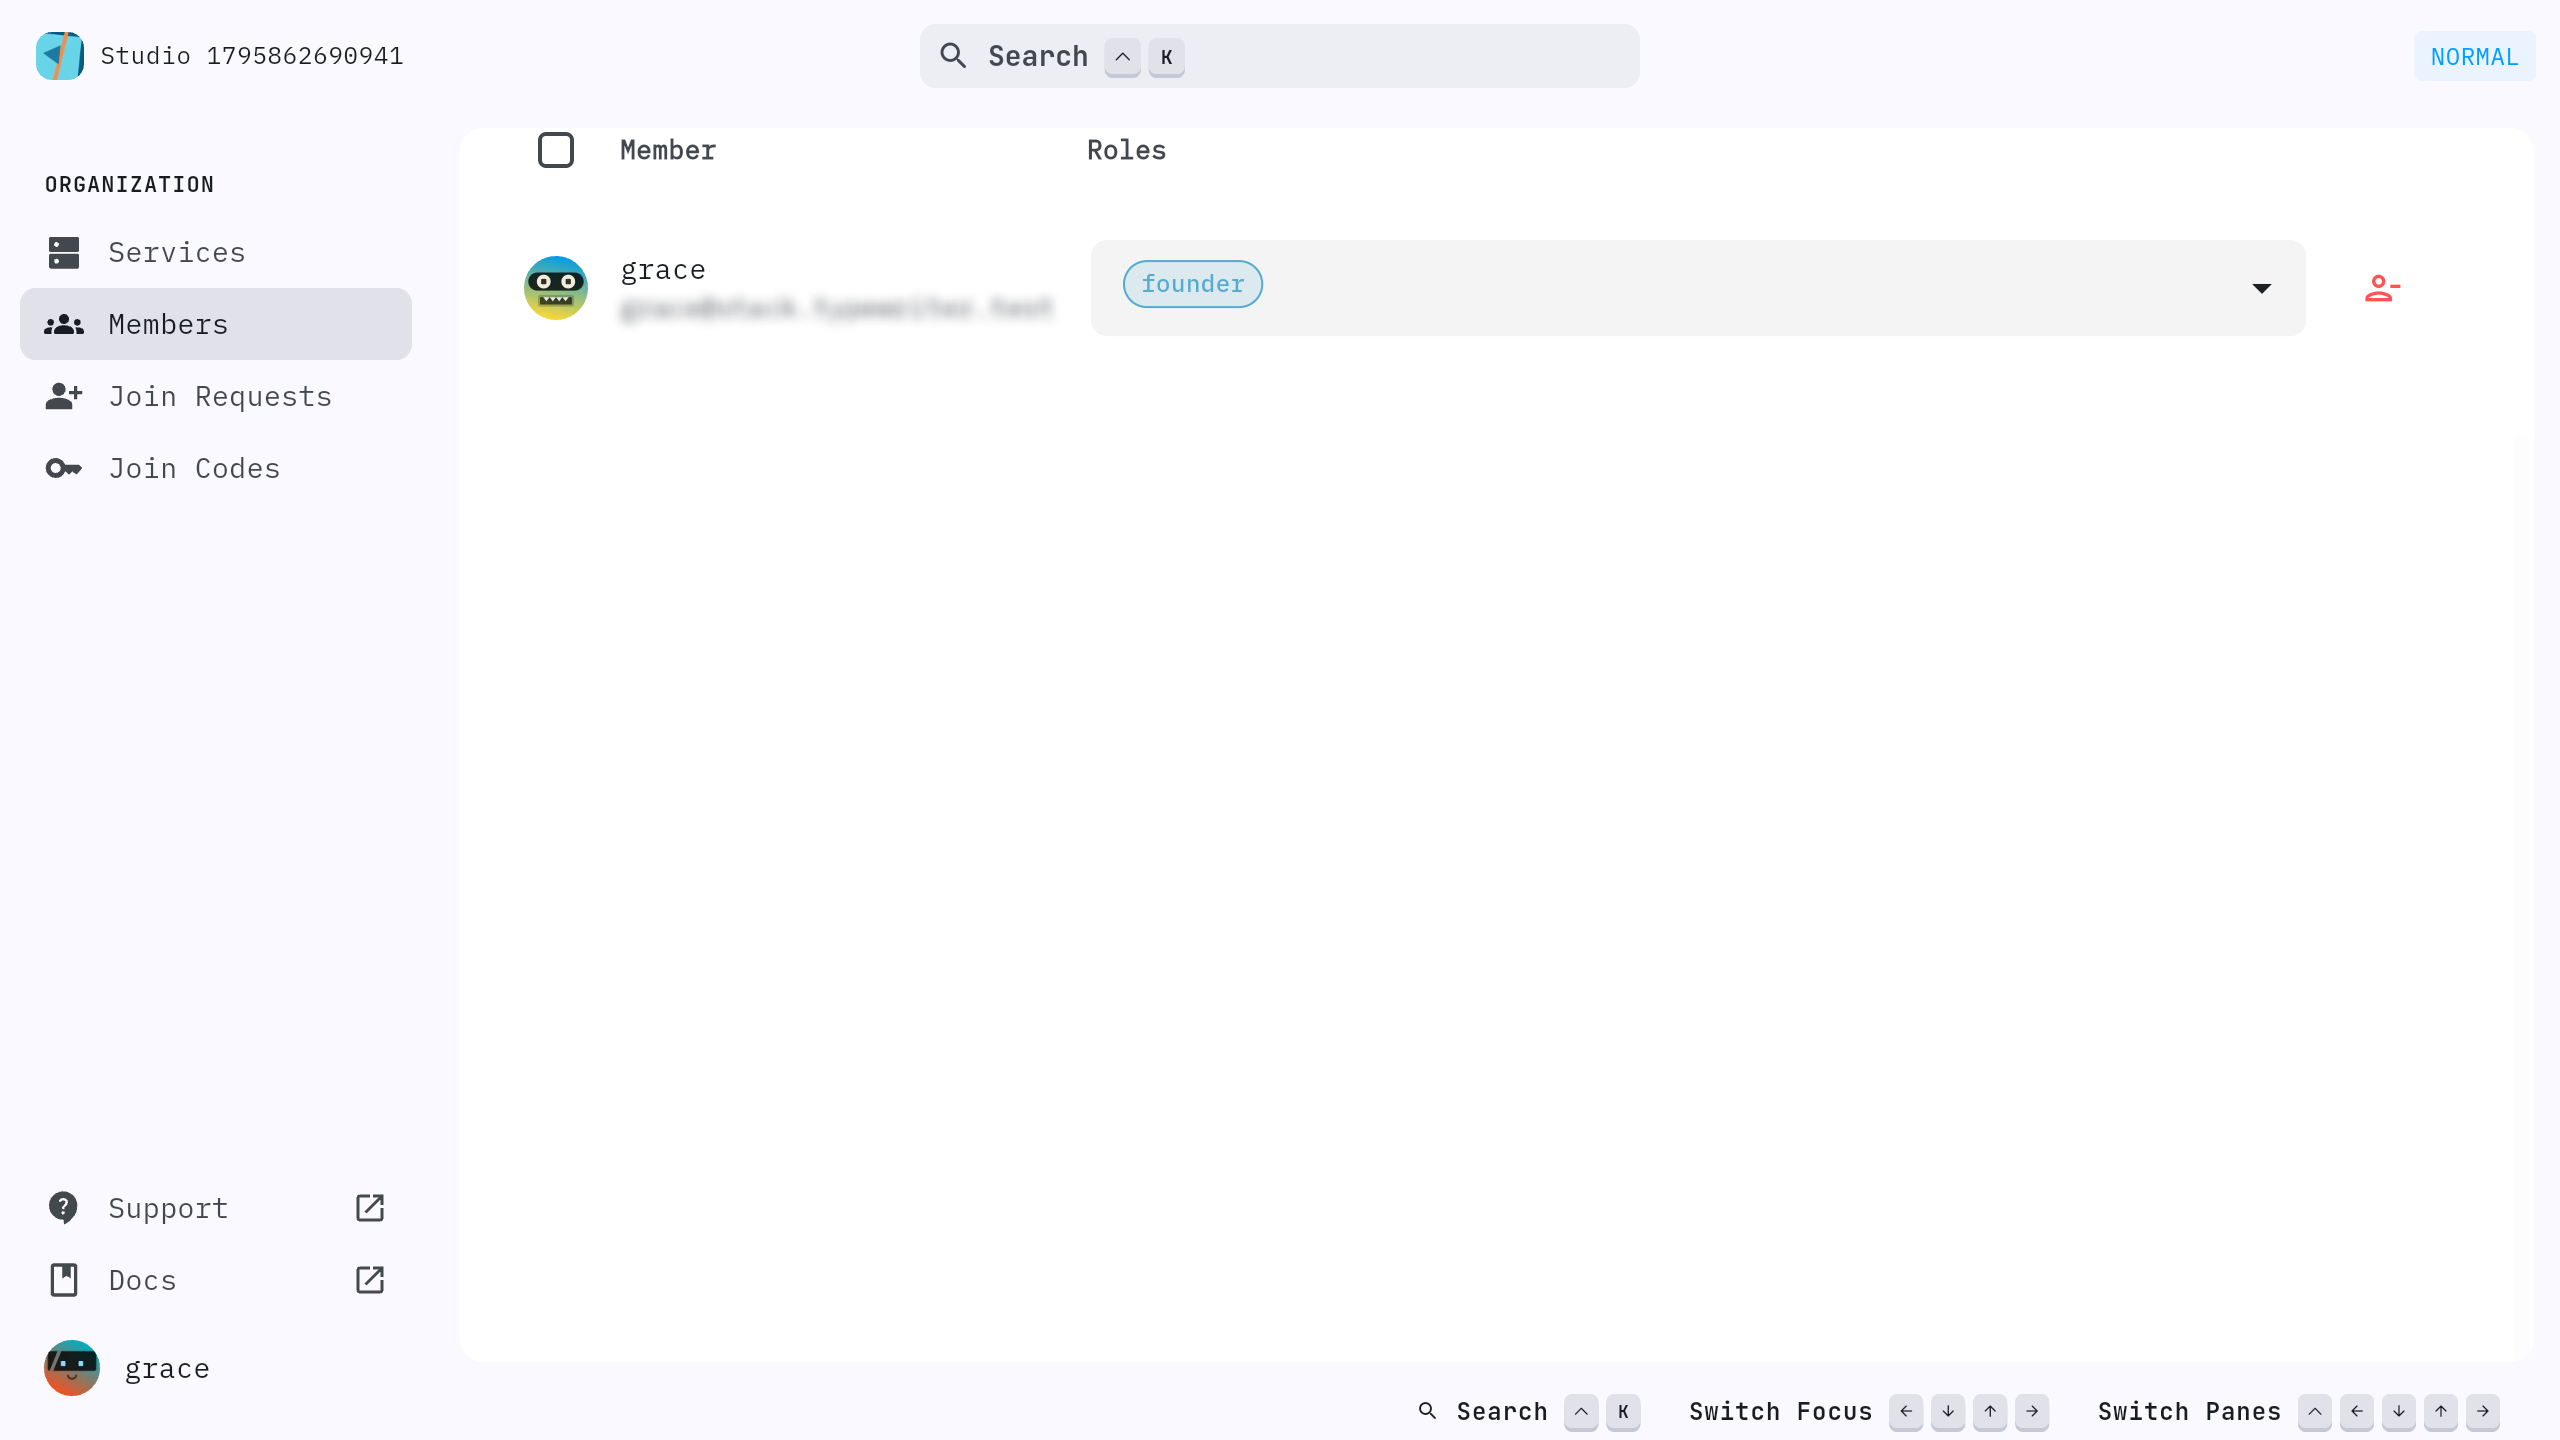 Studio 1795862690941
Search K
NORMAL
ORGANIZATION
Services
Members
Join Requests
Join Codes
Member Roles
grace
founder
Support
Docs
grace
Search K Switch Focus ← ↓ ↑ → Switch Panes ← ↓ ↑ →